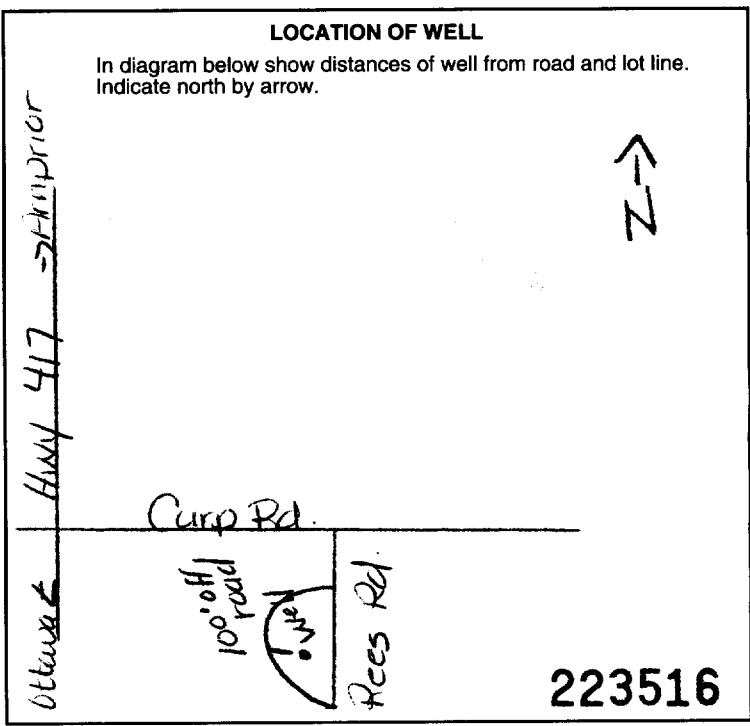 LOCATION OF WELL
In diagram below show distances of well from road and lot line.
Indicate north by arrow.
N
Ottawa ← Hwy 417 → Arnprior
Carp Rd.
100' off
road
Well
Rees Rd.
223516